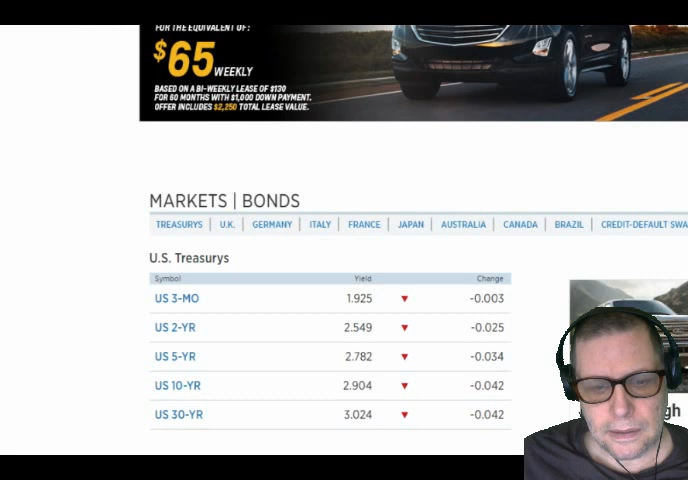 FOR THE EQUIVALENT OF:
$65 WEEKLY
BASED ON A BI-WEEKLY LEASE OF $130
FOR 60 MONTHS WITH $1,000 DOWN PAYMENT.
OFFER INCLUDES $2,250 TOTAL LEASE VALUE.
MARKETS | BONDS
TREASURYS | U.K. | GERMANY | ITALY | FRANCE | JAPAN | AUSTRALIA | CANADA | BRAZIL | CREDIT-DEFAULT SWA
U.S. Treasurys
Symbol Yield Change
US 3-MO 1.925 ▼ -0.003
US 2-YR 2.549 ▼ -0.025
US 5-YR 2.782 ▼ -0.034
US 10-YR 2.904 ▼ -0.042
US 30-YR 3.024 ▼ -0.042
gh